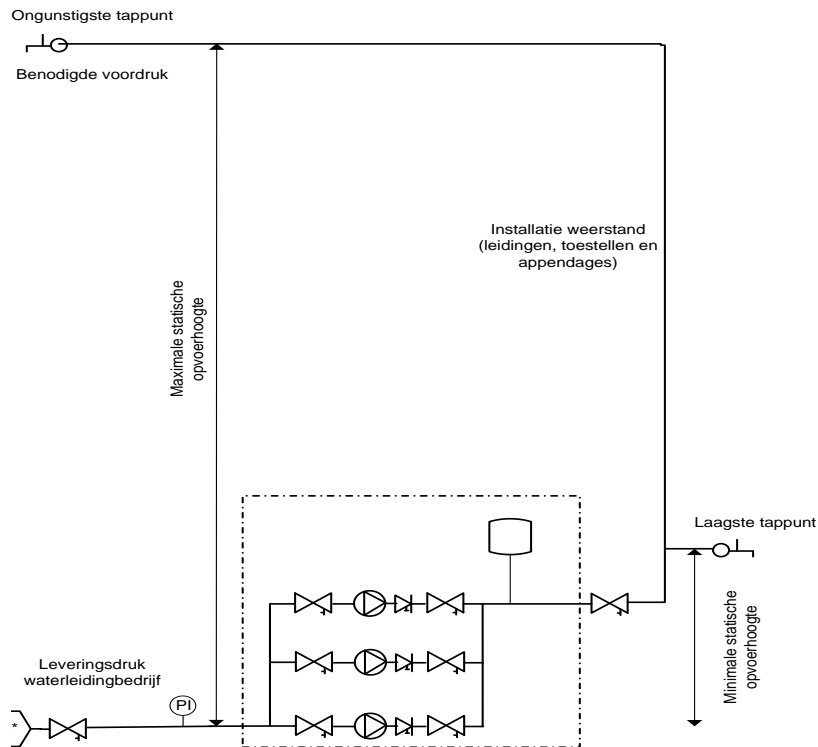 Ongunstigste tappunt
Benodigde voordruk
Installatie weerstand
(leidingen, toestellen en
appendages)
Maximale statische
opvoerhoogte
Laagste tappunt
Minimale statische
opvoerhoogte
Leveringsdruk
waterleidingbedrijf
PI
*